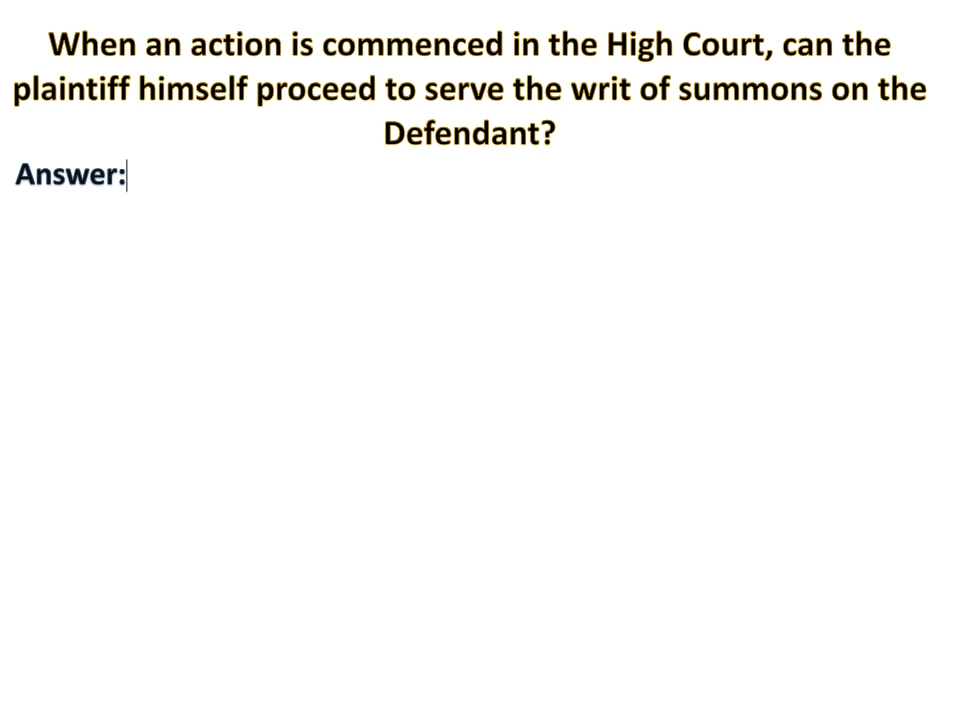 When an action is commenced in the High Court, can the
plaintiff himself proceed to serve the writ of summons on the
Defendant?
Answer: